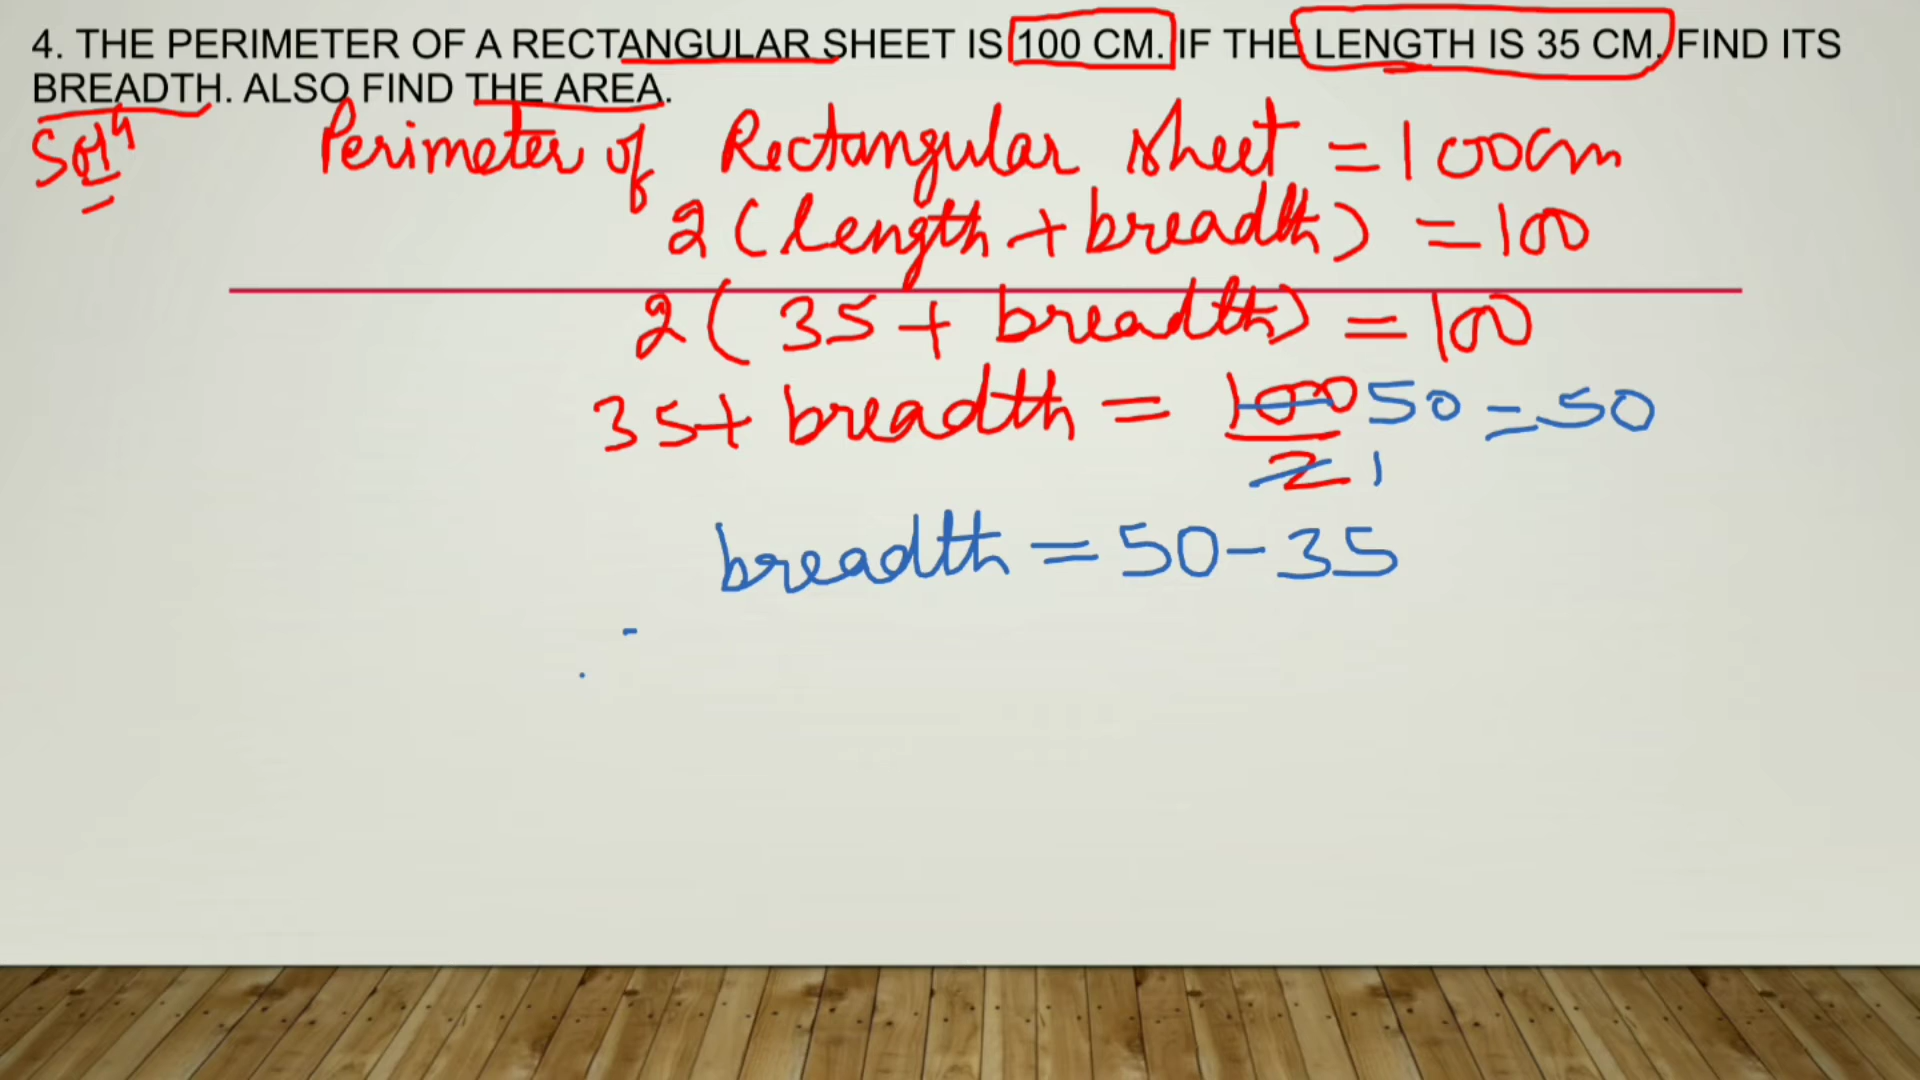 4. THE PERIMETER OF A RECTANGULAR SHEET IS 100 CM. IF THE LENGTH IS 35 CM. FIND ITS
BREADTH. ALSO FIND THE AREA.
Solⁿ Perimeter of Rectangular sheet = 100cm
2 (length + breadth) = 100
2 ( 35 + breadth) = 100
35 + breadth = 100/2 50 = 50
1
breadth = 50 - 35